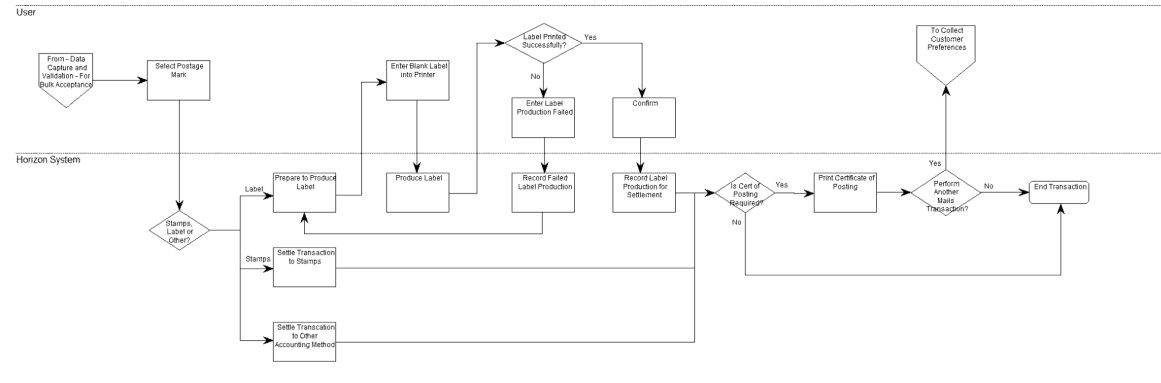 User
From - Data
Capture and
Validation - For
Bulk Acceptance
Select Postage
Mark
Enter Blank Label
into Printer
Label Printed
Successfully?
Yes
No
Enter Label
Production Failed
Confirm
To Collect
Customer
Preferences
Horizon System
Stamps,
Label or
Other?
Label
Prepare to Produce
Label
Produce Label
Record Failed
Label Production
Record Label
Production for
Settlement
Stamps
Settle Transaction
to Stamps
Settle Transcation
to Other
Accounting Method
Is Cert of
Posting
Required?
Yes
No
Print Certificate of
Posting
Yes
Perform
Another
Mails
Transaction?
No
End Transaction